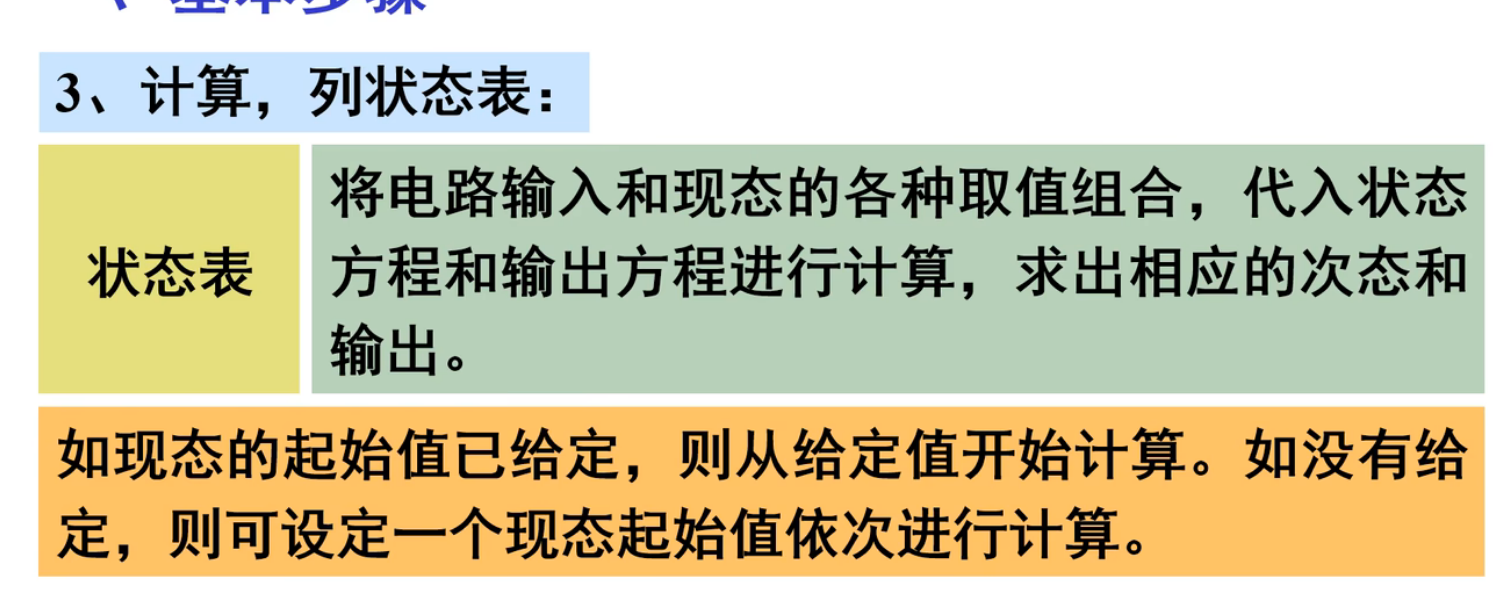 、基本步骤
3、计算，列状态表：
状态表
将电路输入和现态的各种取值组合，代入状态
方程和输出方程进行计算，求出相应的次态和
输出。
如现态的起始值已给定，则从给定值开始计算。如没有给
定，则可设定一个现态起始值依次进行计算。